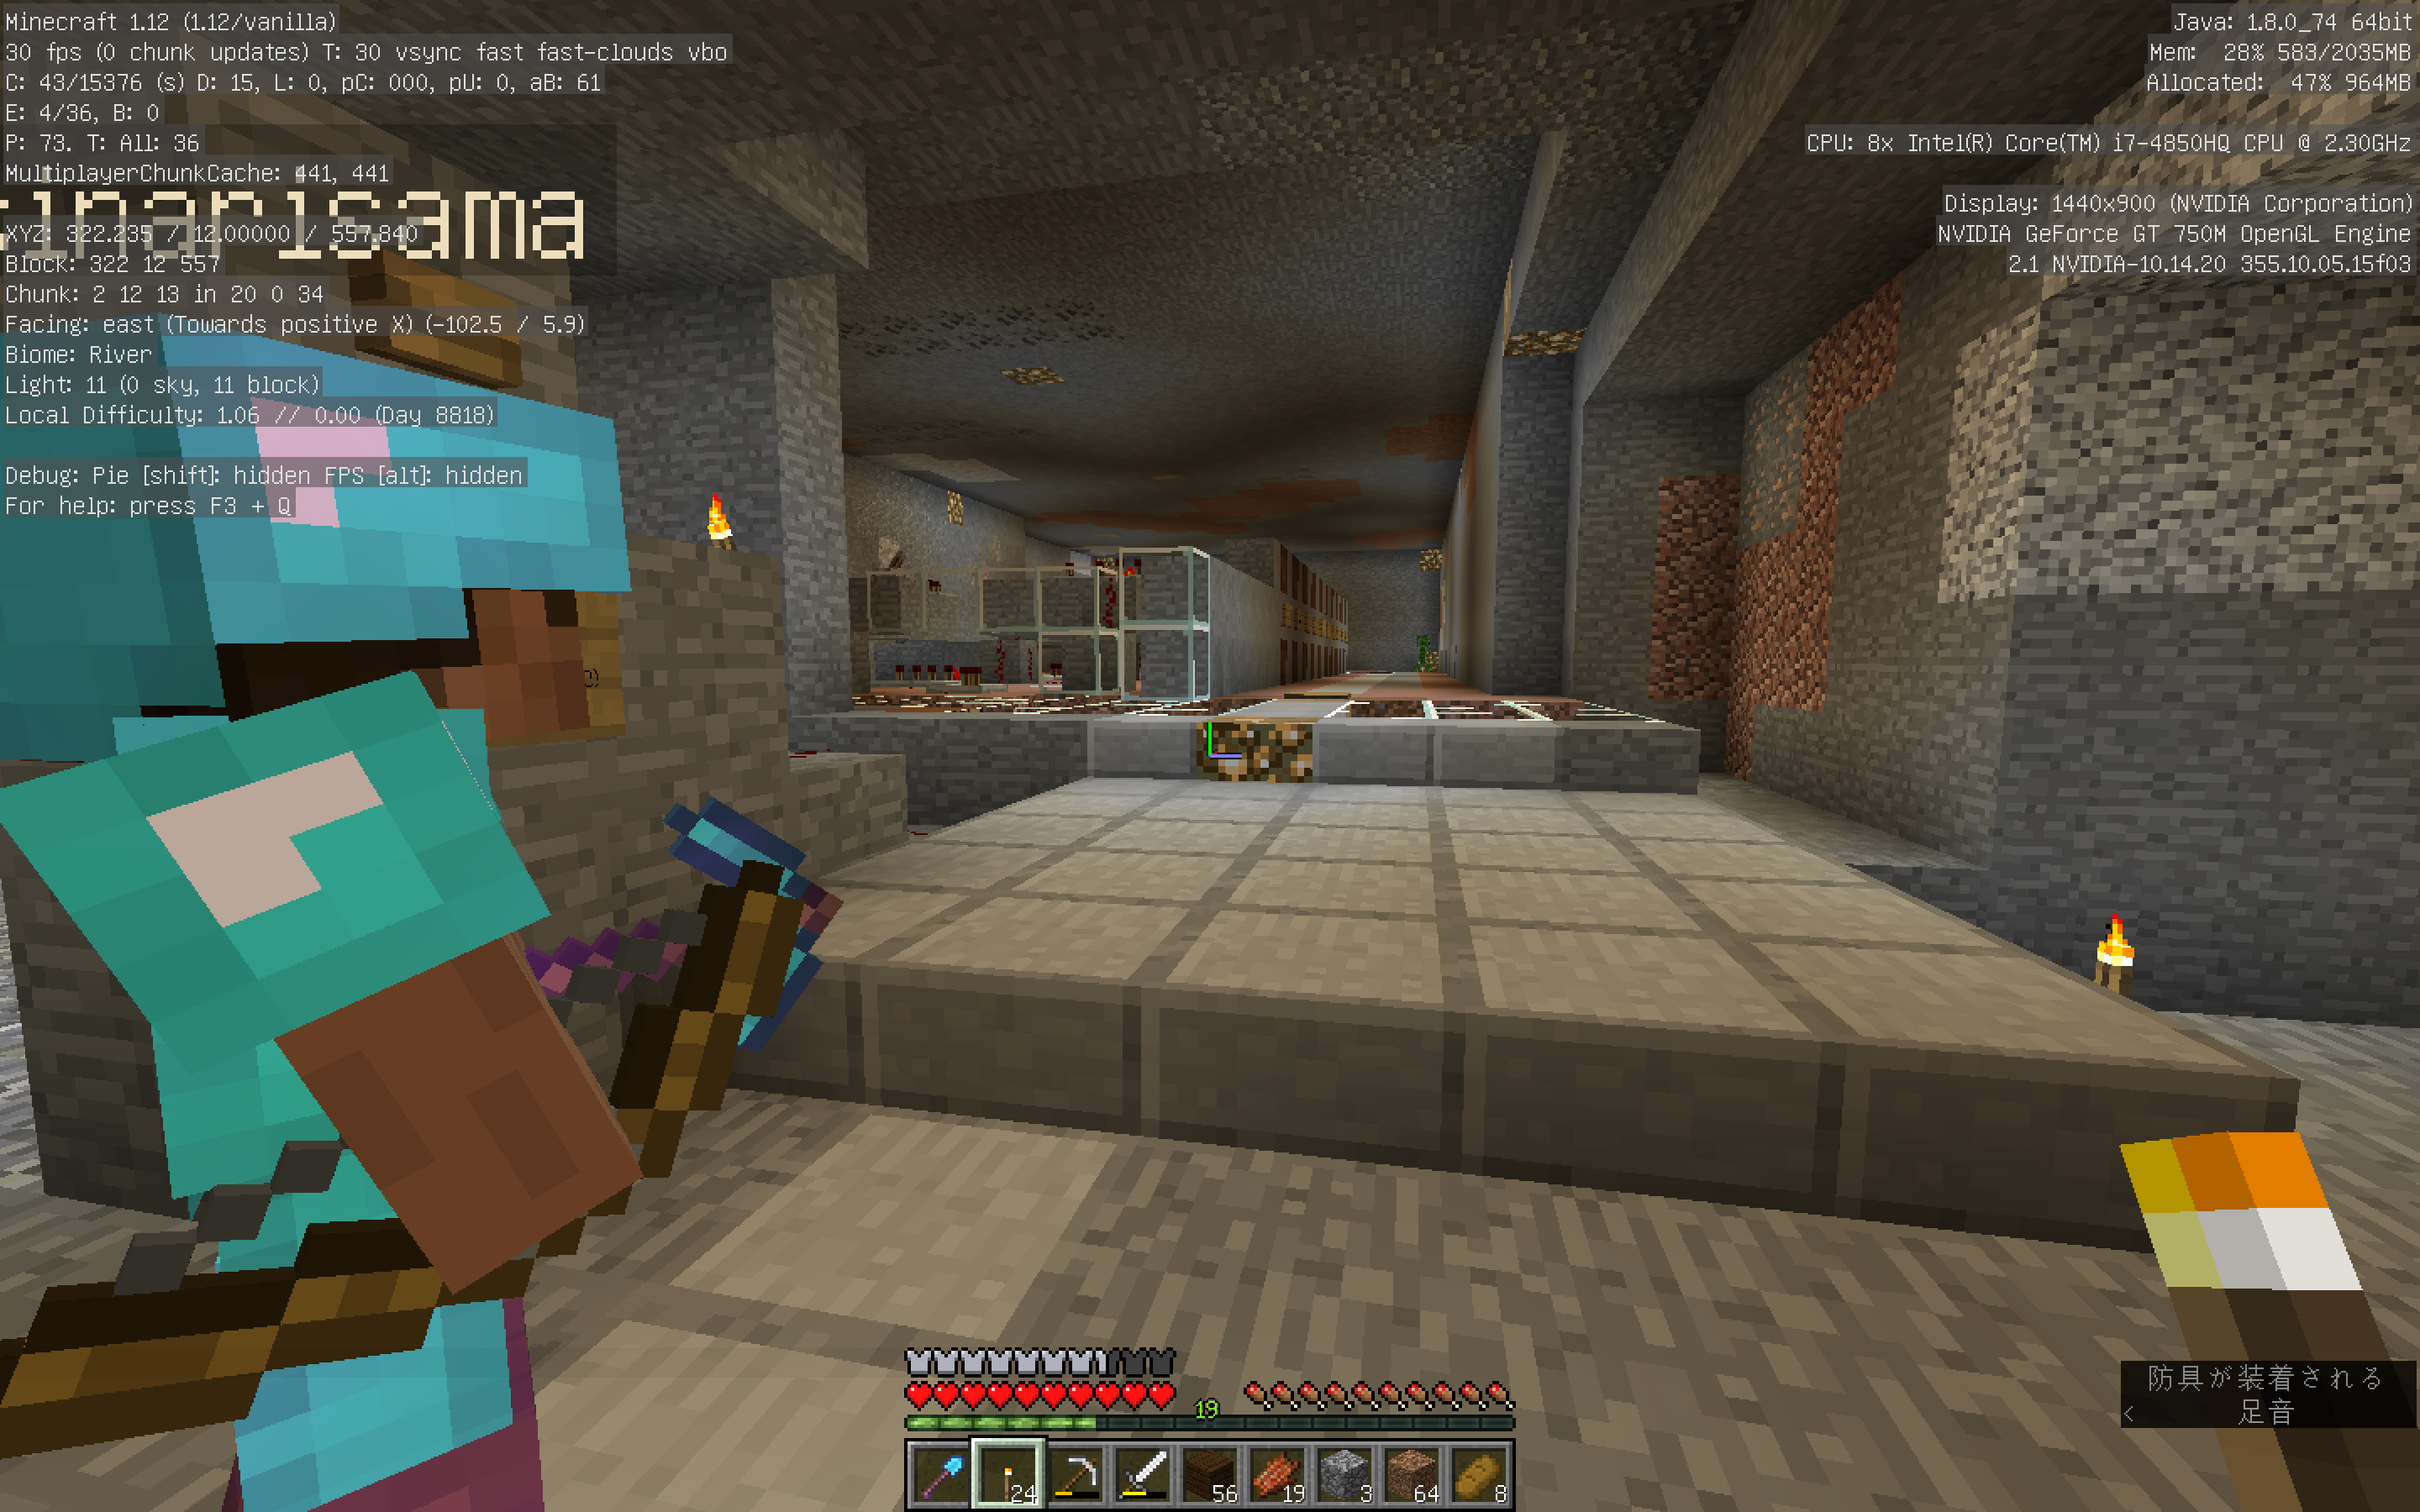 Minecraft 1.12 (1.12/vanilla)
30 fps (0 chunk updates) T: 30 vsync fast fast-clouds vbo
C: 43/15376 (s) D: 15, L: 0, pC: 000, pU: 0, aB: 61
E: 4/36, B: 0
P: 73. T: All: 36
MultiplayerChunkCache: 441, 441
inarisama
XYZ: 322.235 / 12.00000 / 557.840
Block: 322 12 557
Chunk: 2 12 13 in 20 0 34
Facing: east (Towards positive X) (-102.5 / 5.9)
Biome: River
Light: 11 (0 sky, 11 block)
Local Difficulty: 1.06 // 0.00 (Day 8818)
Debug: Pie [shift]: hidden FPS [alt]: hidden
For help: press F3 + Q
Java: 1.8.0_74 64bit
Mem: 28% 583/2035MB
Allocated: 47% 964MB
CPU: 8x Intel(R) Core(TM) i7-4850HQ CPU @ 2.30GHz
Display: 1440x900 (NVIDIA Corporation)
NVIDIA GeForce GT 750M OpenGL Engine
2.1 NVIDIA-10.14.20 355.10.05.15f03
防具が装着される
< 足音
19
24 56 19 3 64 8